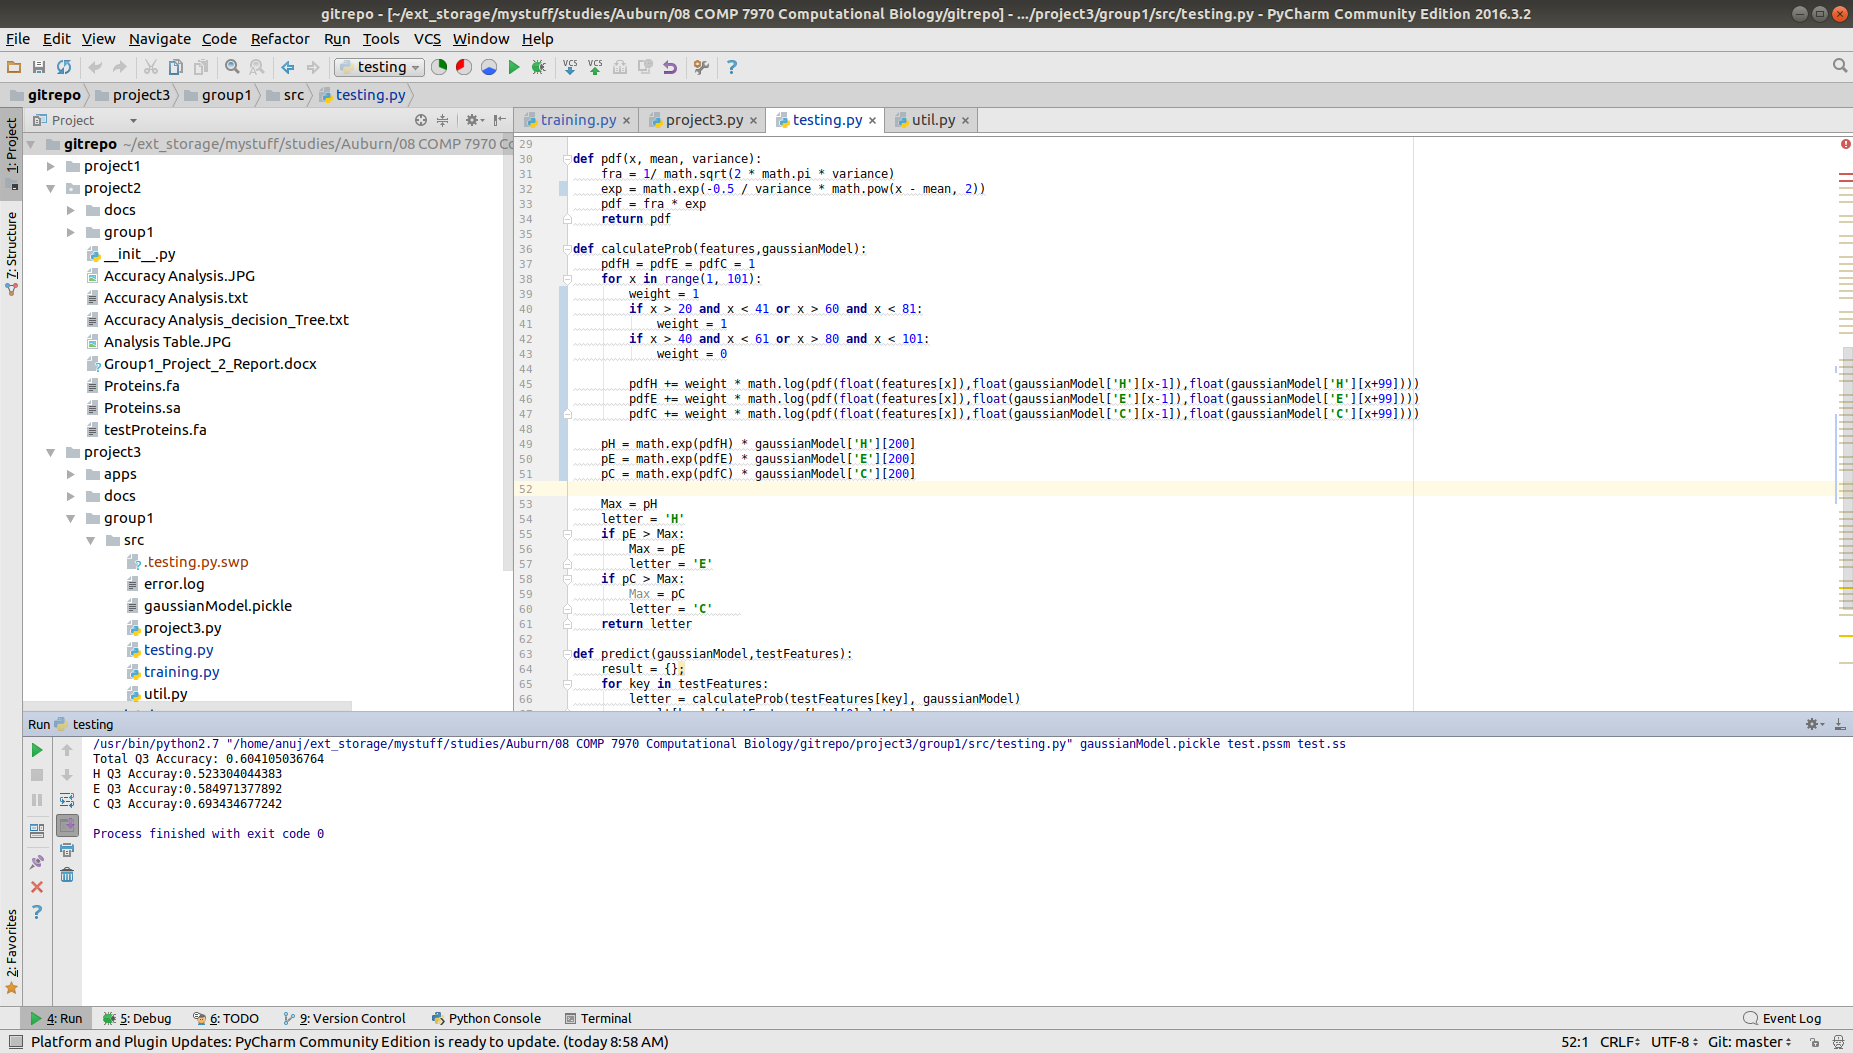 gitrepo - [~/ext_storage/mystuff/studies/Auburn/08 COMP 7970 Computational Biology/gitrepo] - .../project3/group1/src/testing.py - PyCharm Community Edition 2016.3.2
File Edit View Navigate Code Refactor Run Tools VCS Window Help
testing VCS VCS ?
gitrepo project3 group1 src testing.py
1: Project
7: Structure
2: Favorites
Project
gitrepo ~/ext_storage/mystuff/studies/Auburn/08 COMP 7970 Co
project1
project2
docs
group1
__init__.py
Accuracy Analysis.JPG
Accuracy Analysis.txt
Accuracy Analysis_decision_Tree.txt
Analysis Table.JPG
Group1_Project_2_Report.docx
Proteins.fa
Proteins.sa
testProteins.fa
project3
apps
docs
group1
src
.testing.py.swp
error.log
gaussianModel.pickle
project3.py
testing.py
training.py
util.py
training.py × project3.py × testing.py × util.py ×
29
30 def pdf(x, mean, variance):
31 fra = 1/ math.sqrt(2 * math.pi * variance)
32 exp = math.exp(-0.5 / variance * math.pow(x - mean, 2))
33 pdf = fra * exp
34 return pdf
35
36 def calculateProb(features,gaussianModel):
37 pdfH = pdfE = pdfC = 1
38 for x in range(1, 101):
39 weight = 1
40 if x > 20 and x < 41 or x > 60 and x < 81:
41 weight = 1
42 if x > 40 and x < 61 or x > 80 and x < 101:
43 weight = 0
44
45 pdfH += weight * math.log(pdf(float(features[x]),float(gaussianModel['H'][x-1]),float(gaussianModel['H'][x+99])))
46 pdfE += weight * math.log(pdf(float(features[x]),float(gaussianModel['E'][x-1]),float(gaussianModel['E'][x+99])))
47 pdfC += weight * math.log(pdf(float(features[x]),float(gaussianModel['C'][x-1]),float(gaussianModel['C'][x+99])))
48
49 pH = math.exp(pdfH) * gaussianModel['H'][200]
50 pE = math.exp(pdfE) * gaussianModel['E'][200]
51 pC = math.exp(pdfC) * gaussianModel['C'][200]
52
53 Max = pH
54 letter = 'H'
55 if pE > Max:
56 Max = pE
57 letter = 'E'
58 if pC > Max:
59 Max = pC
60 letter = 'C'
61 return letter
62
63 def predict(gaussianModel,testFeatures):
64 result = {};
65 for key in testFeatures:
66 letter = calculateProb(testFeatures[key], gaussianModel)
Run testing
/usr/bin/python2.7 "/home/anuj/ext_storage/mystuff/studies/Auburn/08 COMP 7970 Computational Biology/gitrepo/project3/group1/src/testing.py" gaussianModel.pickle test.pssm test.ss
Total Q3 Accuracy: 0.604105036764
H Q3 Accuray:0.523304044383
E Q3 Accuray:0.584971377892
C Q3 Accuray:0.693434677242
Process finished with exit code 0
4: Run 5: Debug 6: TODO 9: Version Control Python Console Terminal Event Log
Platform and Plugin Updates: PyCharm Community Edition is ready to update. (today 8:58 AM) 52:1 CRLF UTF-8 Git: master